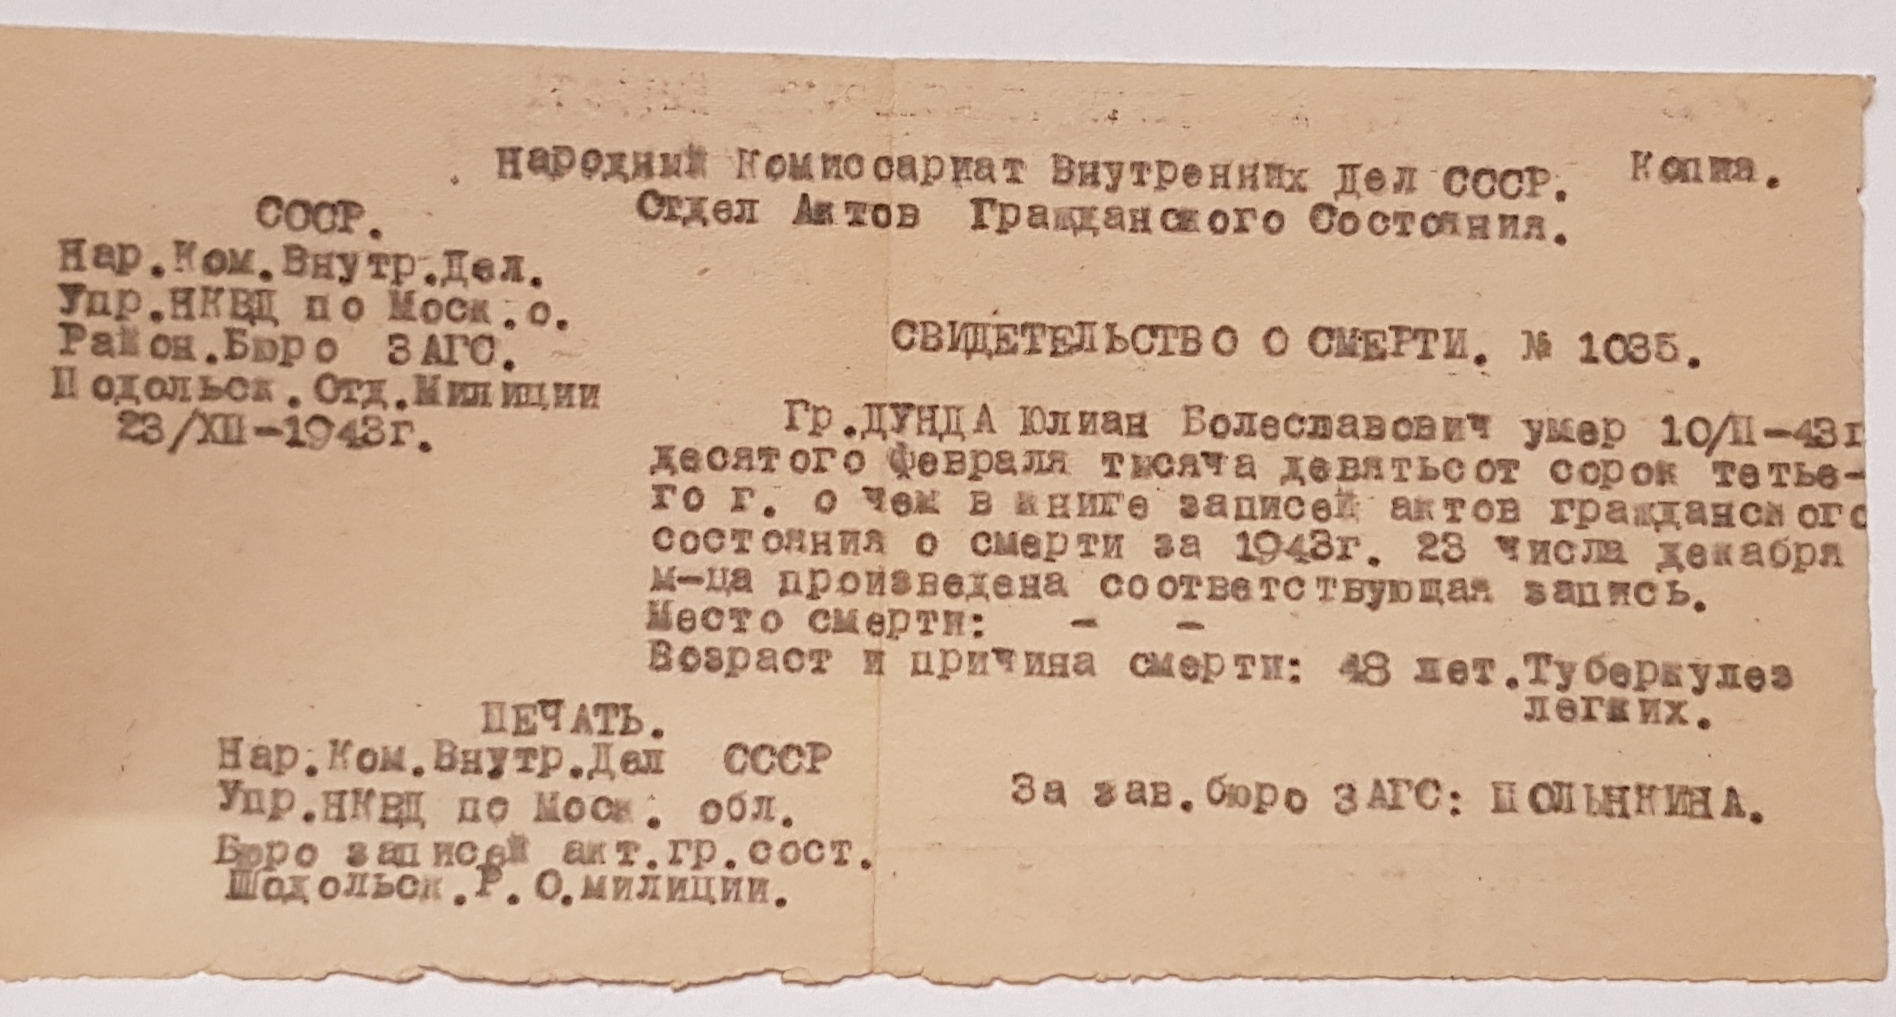 Народный Комиссариат Внутренних Дел СССР. Копия.
Отдел Актов Гражданского Состояния.
СССР.
Нар.Ком.Внутр.Дел.
Упр.НКВД по Моск.о.
Район.Бюро ЗАГС.
Подольск.Отд.Милиции
23/XII-1943г.
СВИДЕТЕЛЬСТВО О СМЕРТИ. № 1035.
Гр.ДУНДА Юлиан Болеславович умер 10/II-43г
десятого февраля тысяча девятьсот сорок тетье-
го г. о чем в книге записей актов гражданского
состояния о смерти за 1943г. 23 числа декабря
м-ца произведена соответствующая запись.
Место смерти: - -
Возраст и причина смерти: 48 лет.Туберкулез
легких.
ПЕЧАТЬ.
Нар.Ком.Внутр.Дел СССР
Упр.НКВД по Моск. обл.
Бюро записей акт.гр.сост.
Подольск.Р.О.милиции.
За зав.бюро ЗАГС: ПОЛЫНКИНА.